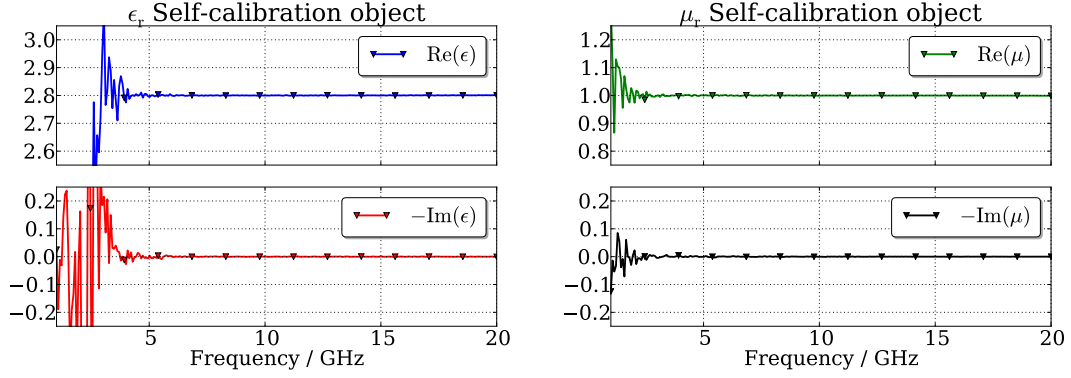 ϵr Self-calibration object
3.0
2.9
2.8
2.7
2.6
Re(ϵ)
0.2
0.1
0.0
−0.1
−0.2
−Im(ϵ)
5 10 15 20
Frequency / GHz
μr Self-calibration object
1.2
1.1
1.0
0.9
0.8
Re(μ)
0.2
0.1
0.0
−0.1
−0.2
−Im(μ)
5 10 15 20
Frequency / GHz